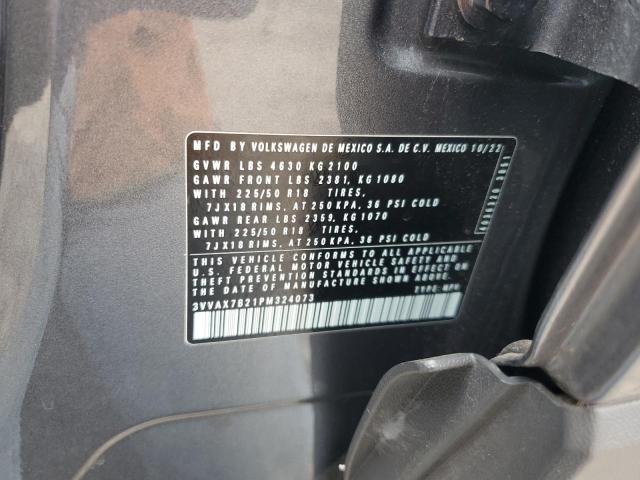 MFD BY VOLKSWAGEN DE MEXICO S.A. DE C.V. MEXICO 10/22
GVWR LBS 4630 KG 2100
GAWR FRONT LBS 2381, KG 1080
WITH 225/50 R18 TIRES,
7JX18 RIMS, AT 250 KPA, 36 PSI COLD
GAWR REAR LBS 2359, KG 1070
WITH 225/50 R18 TIRES,
7JX18 RIMS, AT 250 KPA, 36 PSI COLD
THIS VEHICLE CONFORMS TO ALL APPLICABLE
U.S. FEDERAL MOTOR VEHICLE SAFETY AND
THEFT PREVENTION STANDARDS IN EFFECT
ON THE DATE OF MANUFACTURE SHOWN ABOVE.
3VVAX7B21PM324073 TYPE: MPV